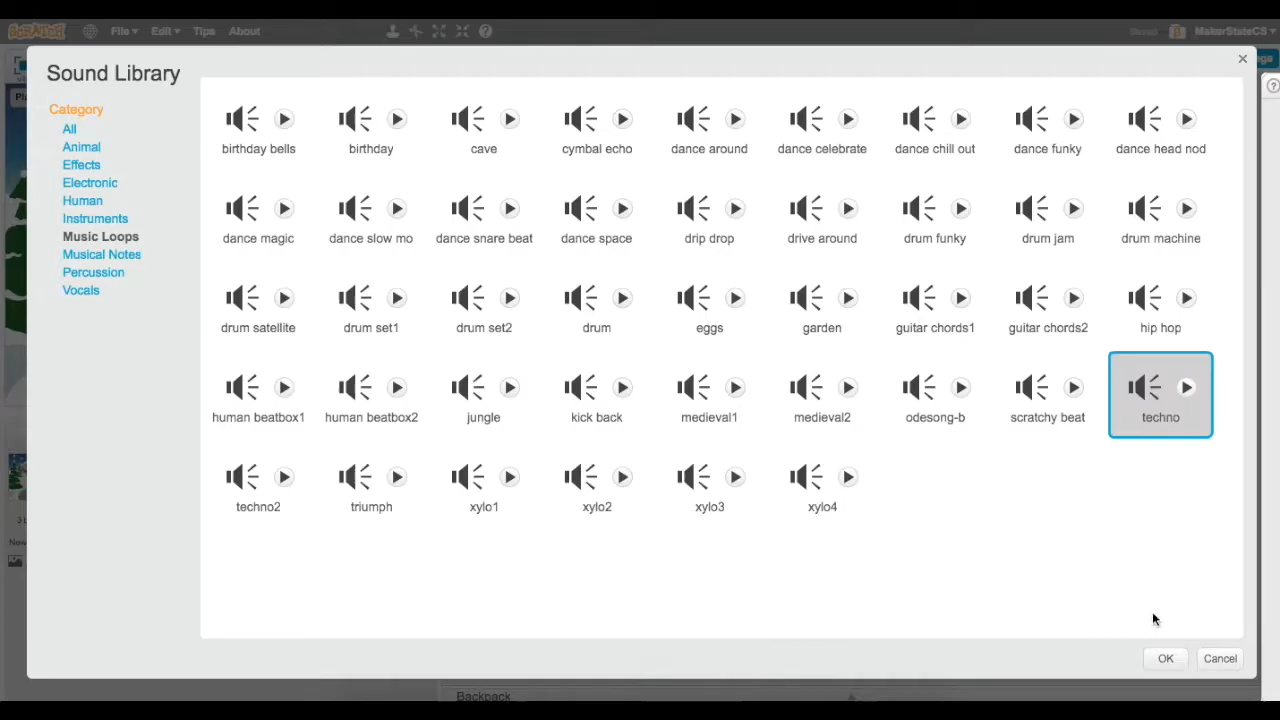 SCRATCH File Edit Tips About MakerStateCS
Sound Library
Category
All
Animal
Effects
Electronic
Human
Instruments
Music Loops
Musical Notes
Percussion
Vocals
birthday bells birthday cave cymbal echo dance around dance celebrate dance chill out dance funky dance head nod
dance magic dance slow mo dance snare beat dance space drip drop drive around drum funky drum jam drum machine
drum satellite drum set1 drum set2 drum eggs garden guitar chords1 guitar chords2 hip hop
human beatbox1 human beatbox2 jungle kick back medieval1 medieval2 odesong-b scratchy beat techno
techno2 triumph xylo1 xylo2 xylo3 xylo4
OK Cancel
Backpack